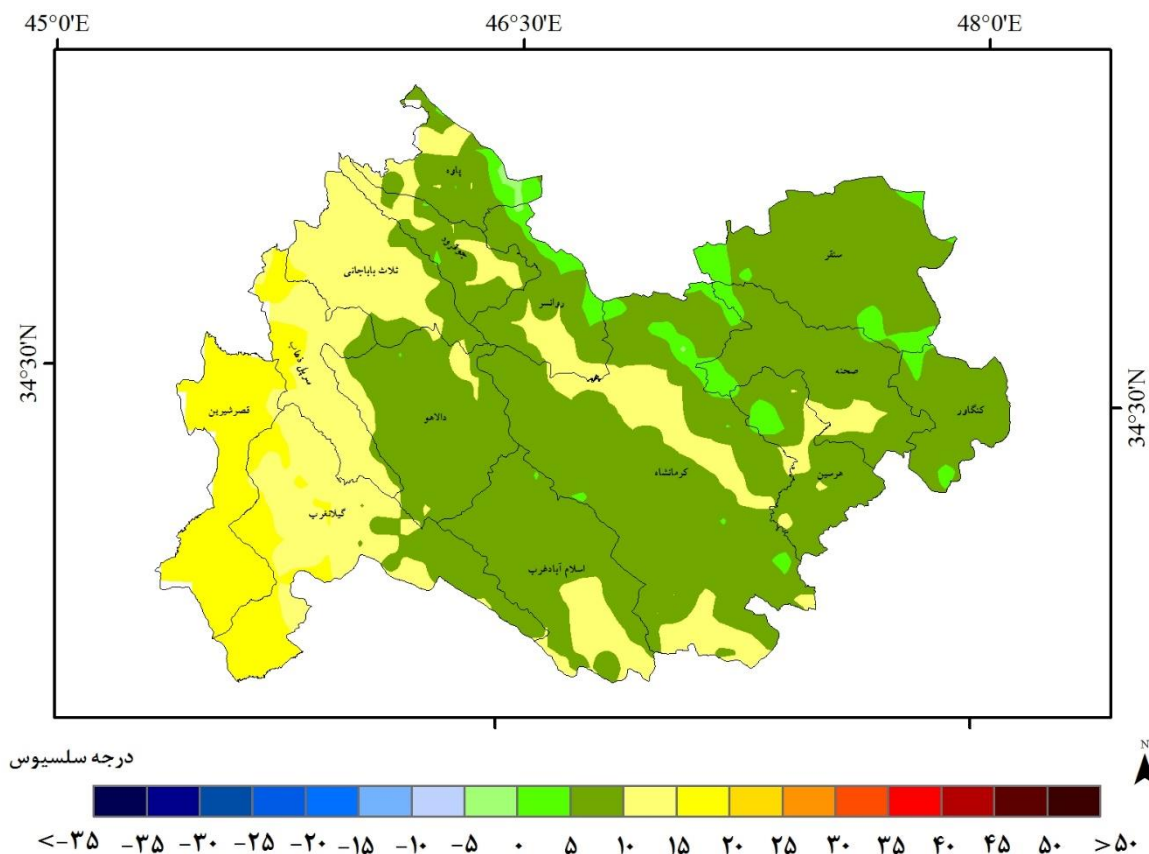 45°0'E 46°30'E 48°0'E
34°30'N
34°30'N
پاوه
جوانرود
ثلاث باباجانی
روانسر
سنقر
سرپل ذهاب
صحنه
قصرشیرین
دالاهو
کنگاور
کرمانشاه
هرسین
گیلانغرب
اسلام آبادغرب
درجه سلسیوس
N
<-۳۵ -۳۵ -۳۰ -۲۵ -۲۰ -۱۵ -۱۰ -۵ ۰ ۵ ۱۰ ۱۵ ۲۰ ۲۵ ۳۰ ۳۵ ۴۰ ۴۵ ۵۰ >۵۰